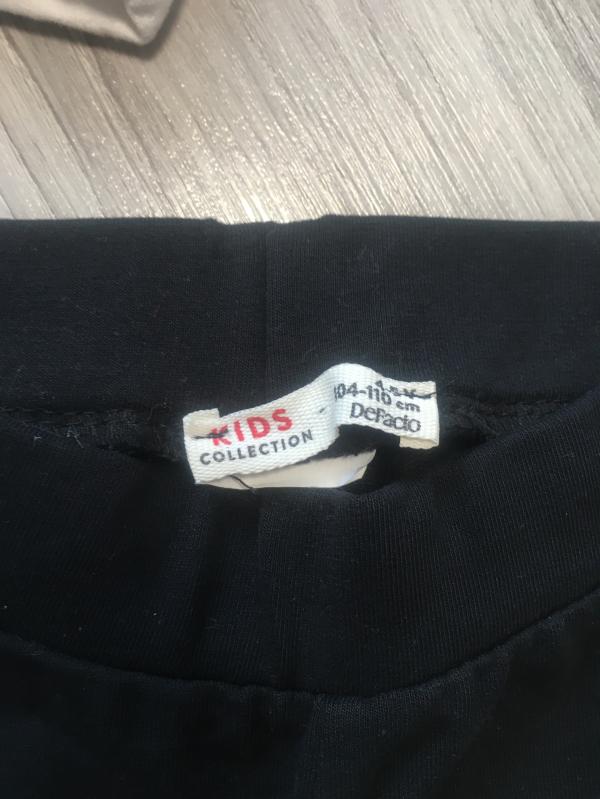 KIDS
COLLECTION
104-110
cm
DeFacto